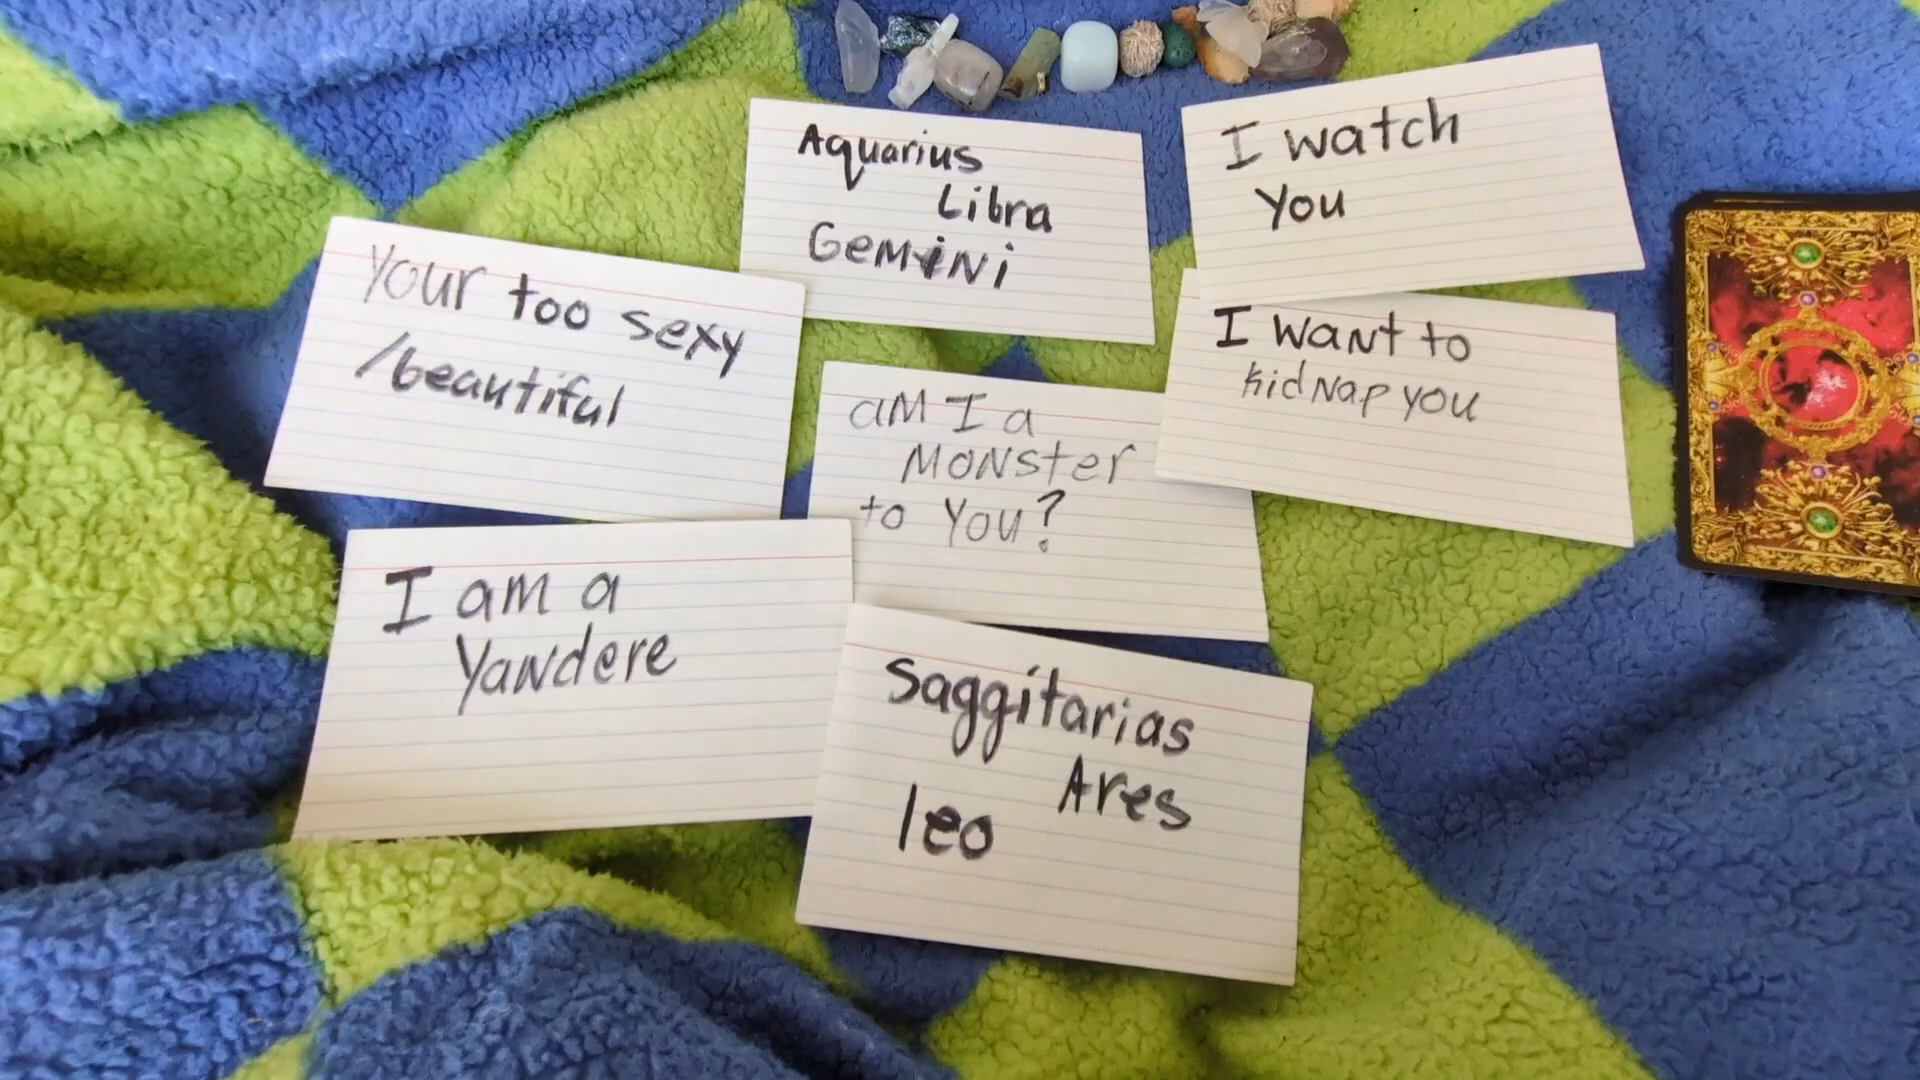 Aquarius
Libra
Gemini
I watch
You
Your too sexy
/beautiful
I want to
kidnap you
am I a
Monster
to You?
I am a
Yandere
Saggitarias
Ares
leo